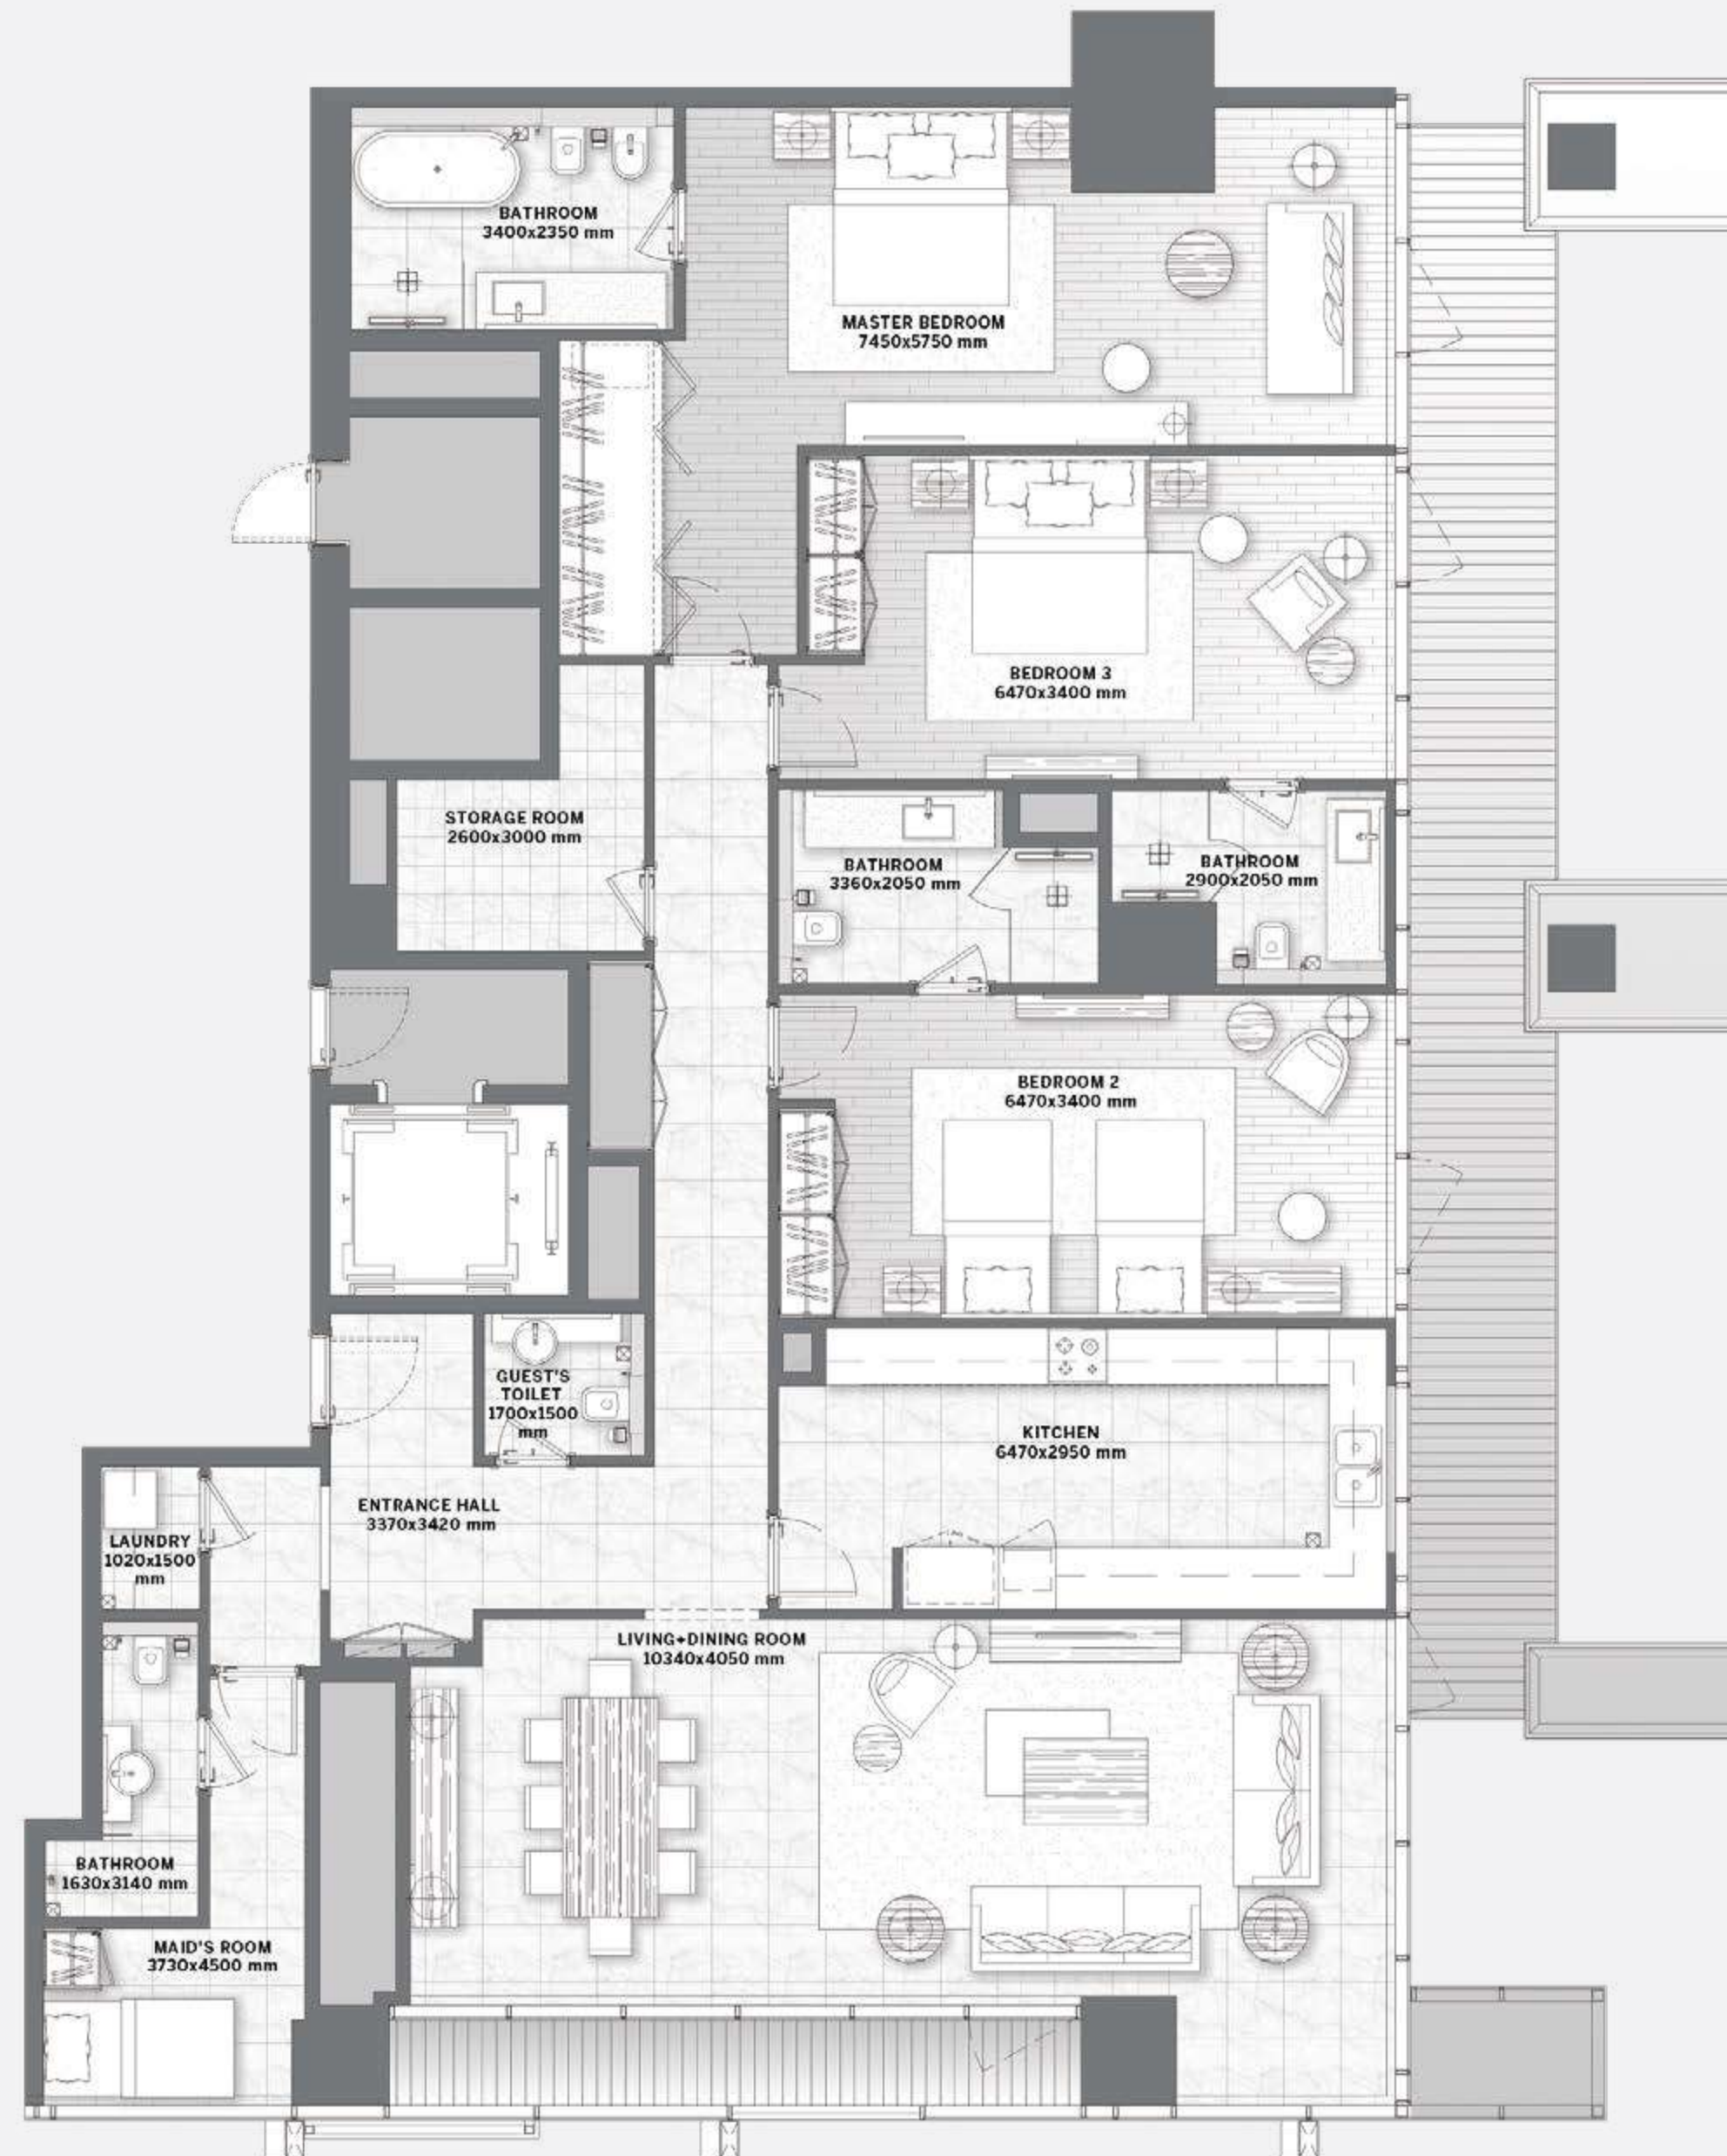 BATHROOM
3400x2350 mm
MASTER BEDROOM
7450x5750 mm
BEDROOM 3
6470x3400 mm
STORAGE ROOM
2600x3000 mm
BATHROOM
3360x2050 mm
BATHROOM
2900x2050 mm
BEDROOM 2
6470x3400 mm
GUEST'S
TOILET
1700x1500
mm
KITCHEN
6470x2950 mm
ENTRANCE HALL
3370x3420 mm
LAUNDRY
1020x1500
mm
LIVING+DINING ROOM
10340x4050 mm
BATHROOM
1630x3140 mm
MAID'S ROOM
3730x4500 mm